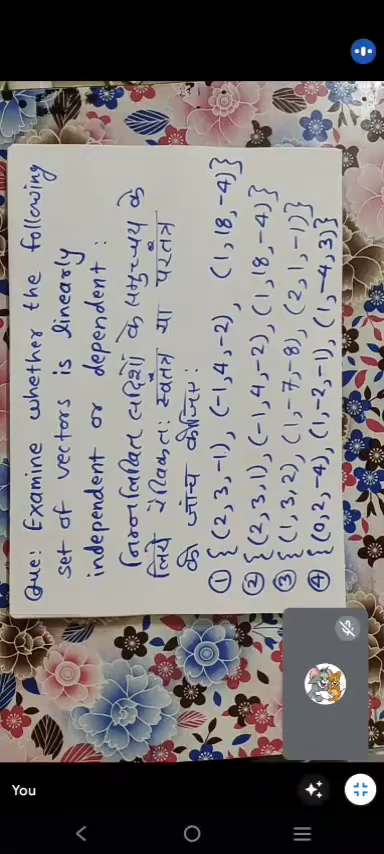 Que: Examine whether the following
set of vectors is linearly
independent or dependent:
निम्नलिखित सदिशों के समुच्चय के
लिये रैखिकतः स्वतंत्र या परतंत्र
की जांच कीजिए:
① {(2,3,-1), (-1,4,-2), (1,18,-4)}
② {(2,3,1), (-1,4,-2), (1,18,-4)}
③ {(1,3,2), (1,-7,-8), (2,1,-1)}
④ {(0,2,-4), (1,-2,-1), (1,-4,3)}
You